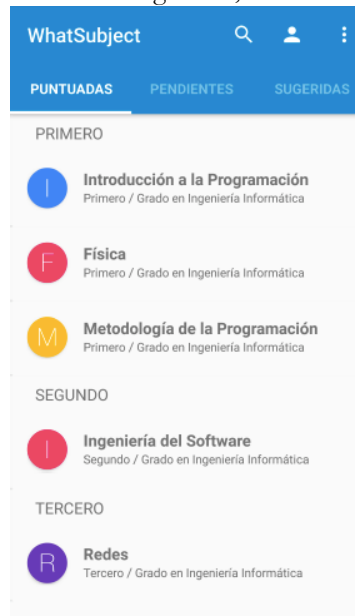 WhatSubject
PUNTUADAS PENDIENTES SUGERIDAS
PRIMERO
I
Introducción a la Programación
Primero / Grado en Ingeniería Informática
F
Física
Primero / Grado en Ingeniería Informática
M
Metodología de la Programación
Primero / Grado en Ingeniería Informática
SEGUNDO
I
Ingeniería del Software
Segundo / Grado en Ingeniería Informática
TERCERO
R
Redes
Tercero / Grado en Ingeniería Informática